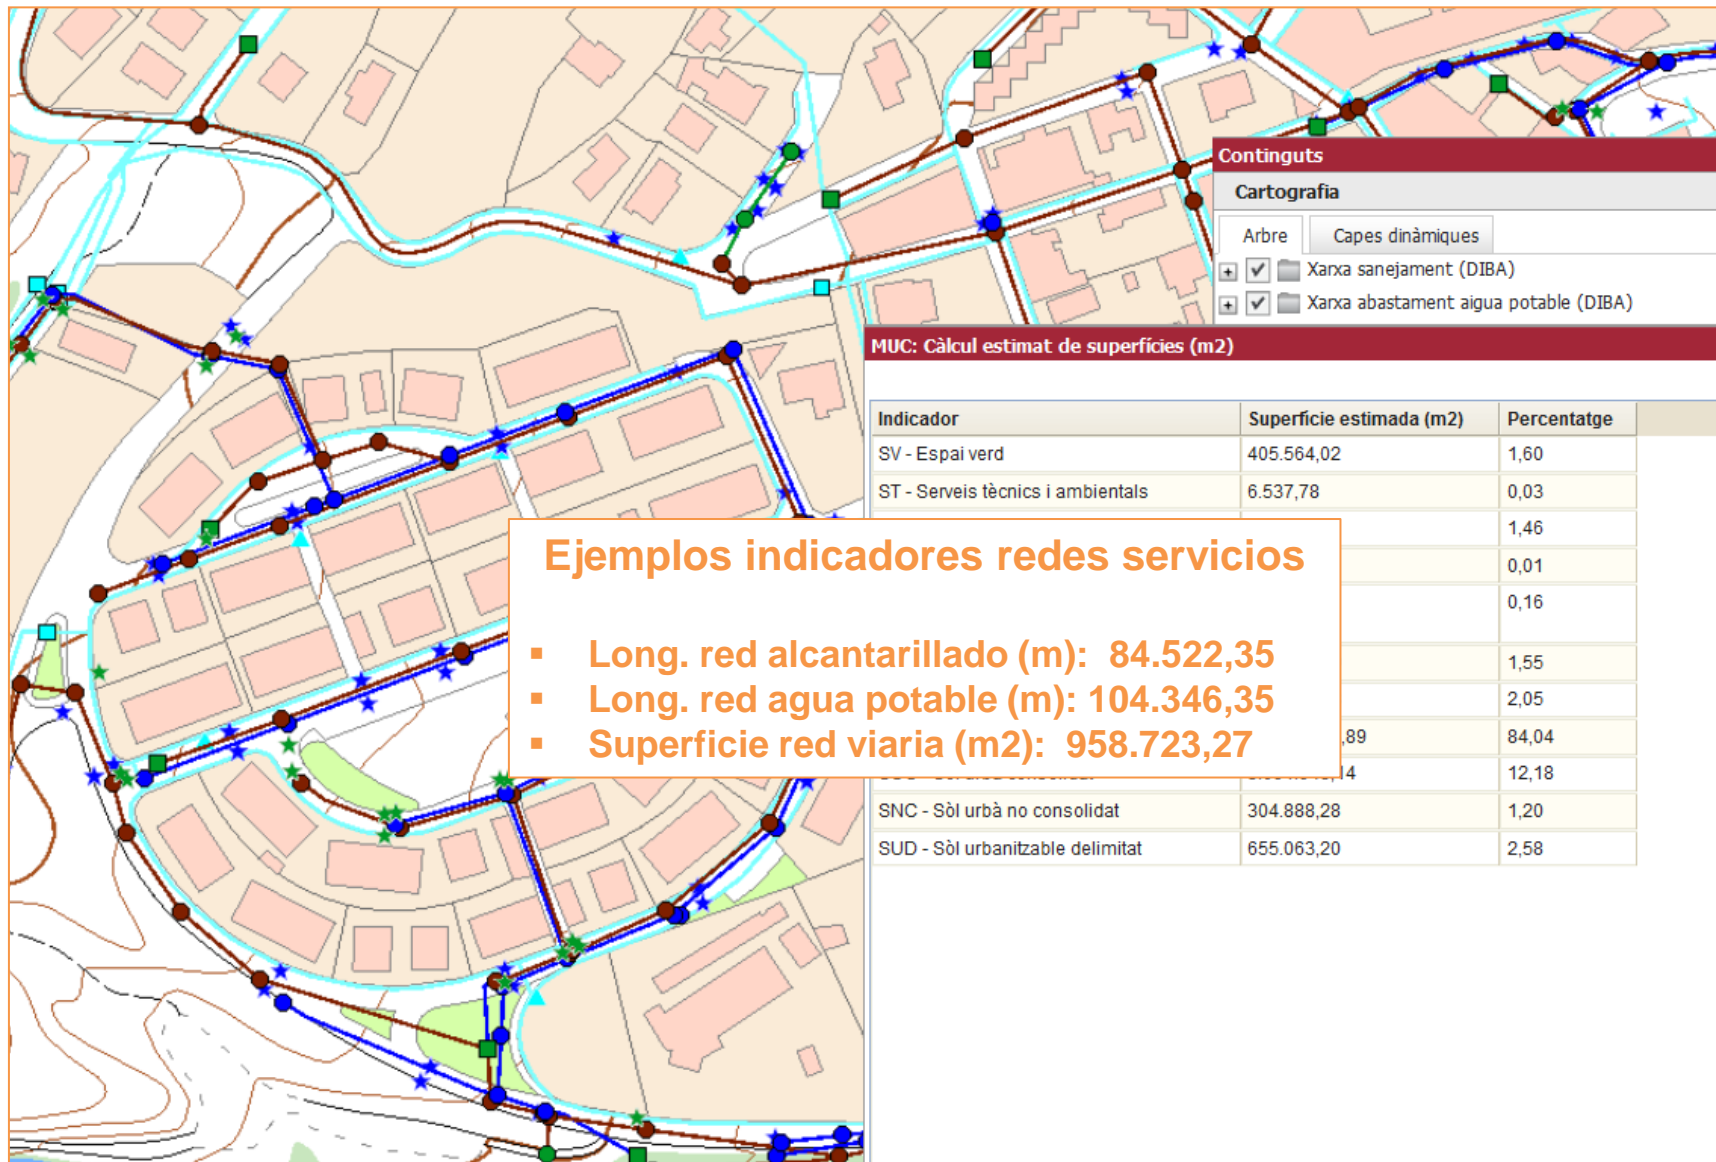 Continguts
Cartografia
Arbre Capes dinàmiques
Xarxa sanejament (DIBA)
Xarxa abastament aigua potable (DIBA)
MUC: Càlcul estimat de superfícies (m2)
Indicador Superfície estimada (m2) Percentatge
SV - Espai verd 405.564,02 1,60
ST - Serveis tècnics i ambientals 6.537,78 0,03
1,46
0,01
0,16
1,55
2,05
,89 84,04
14 12,18
SNC - Sòl urbà no consolidat 304.888,28 1,20
SUD - Sòl urbanitzable delimitat 655.063,20 2,58
Ejemplos indicadores redes servicios
▪ Long. red alcantarillado (m): 84.522,35
▪ Long. red agua potable (m): 104.346,35
▪ Superficie red viaria (m2): 958.723,27